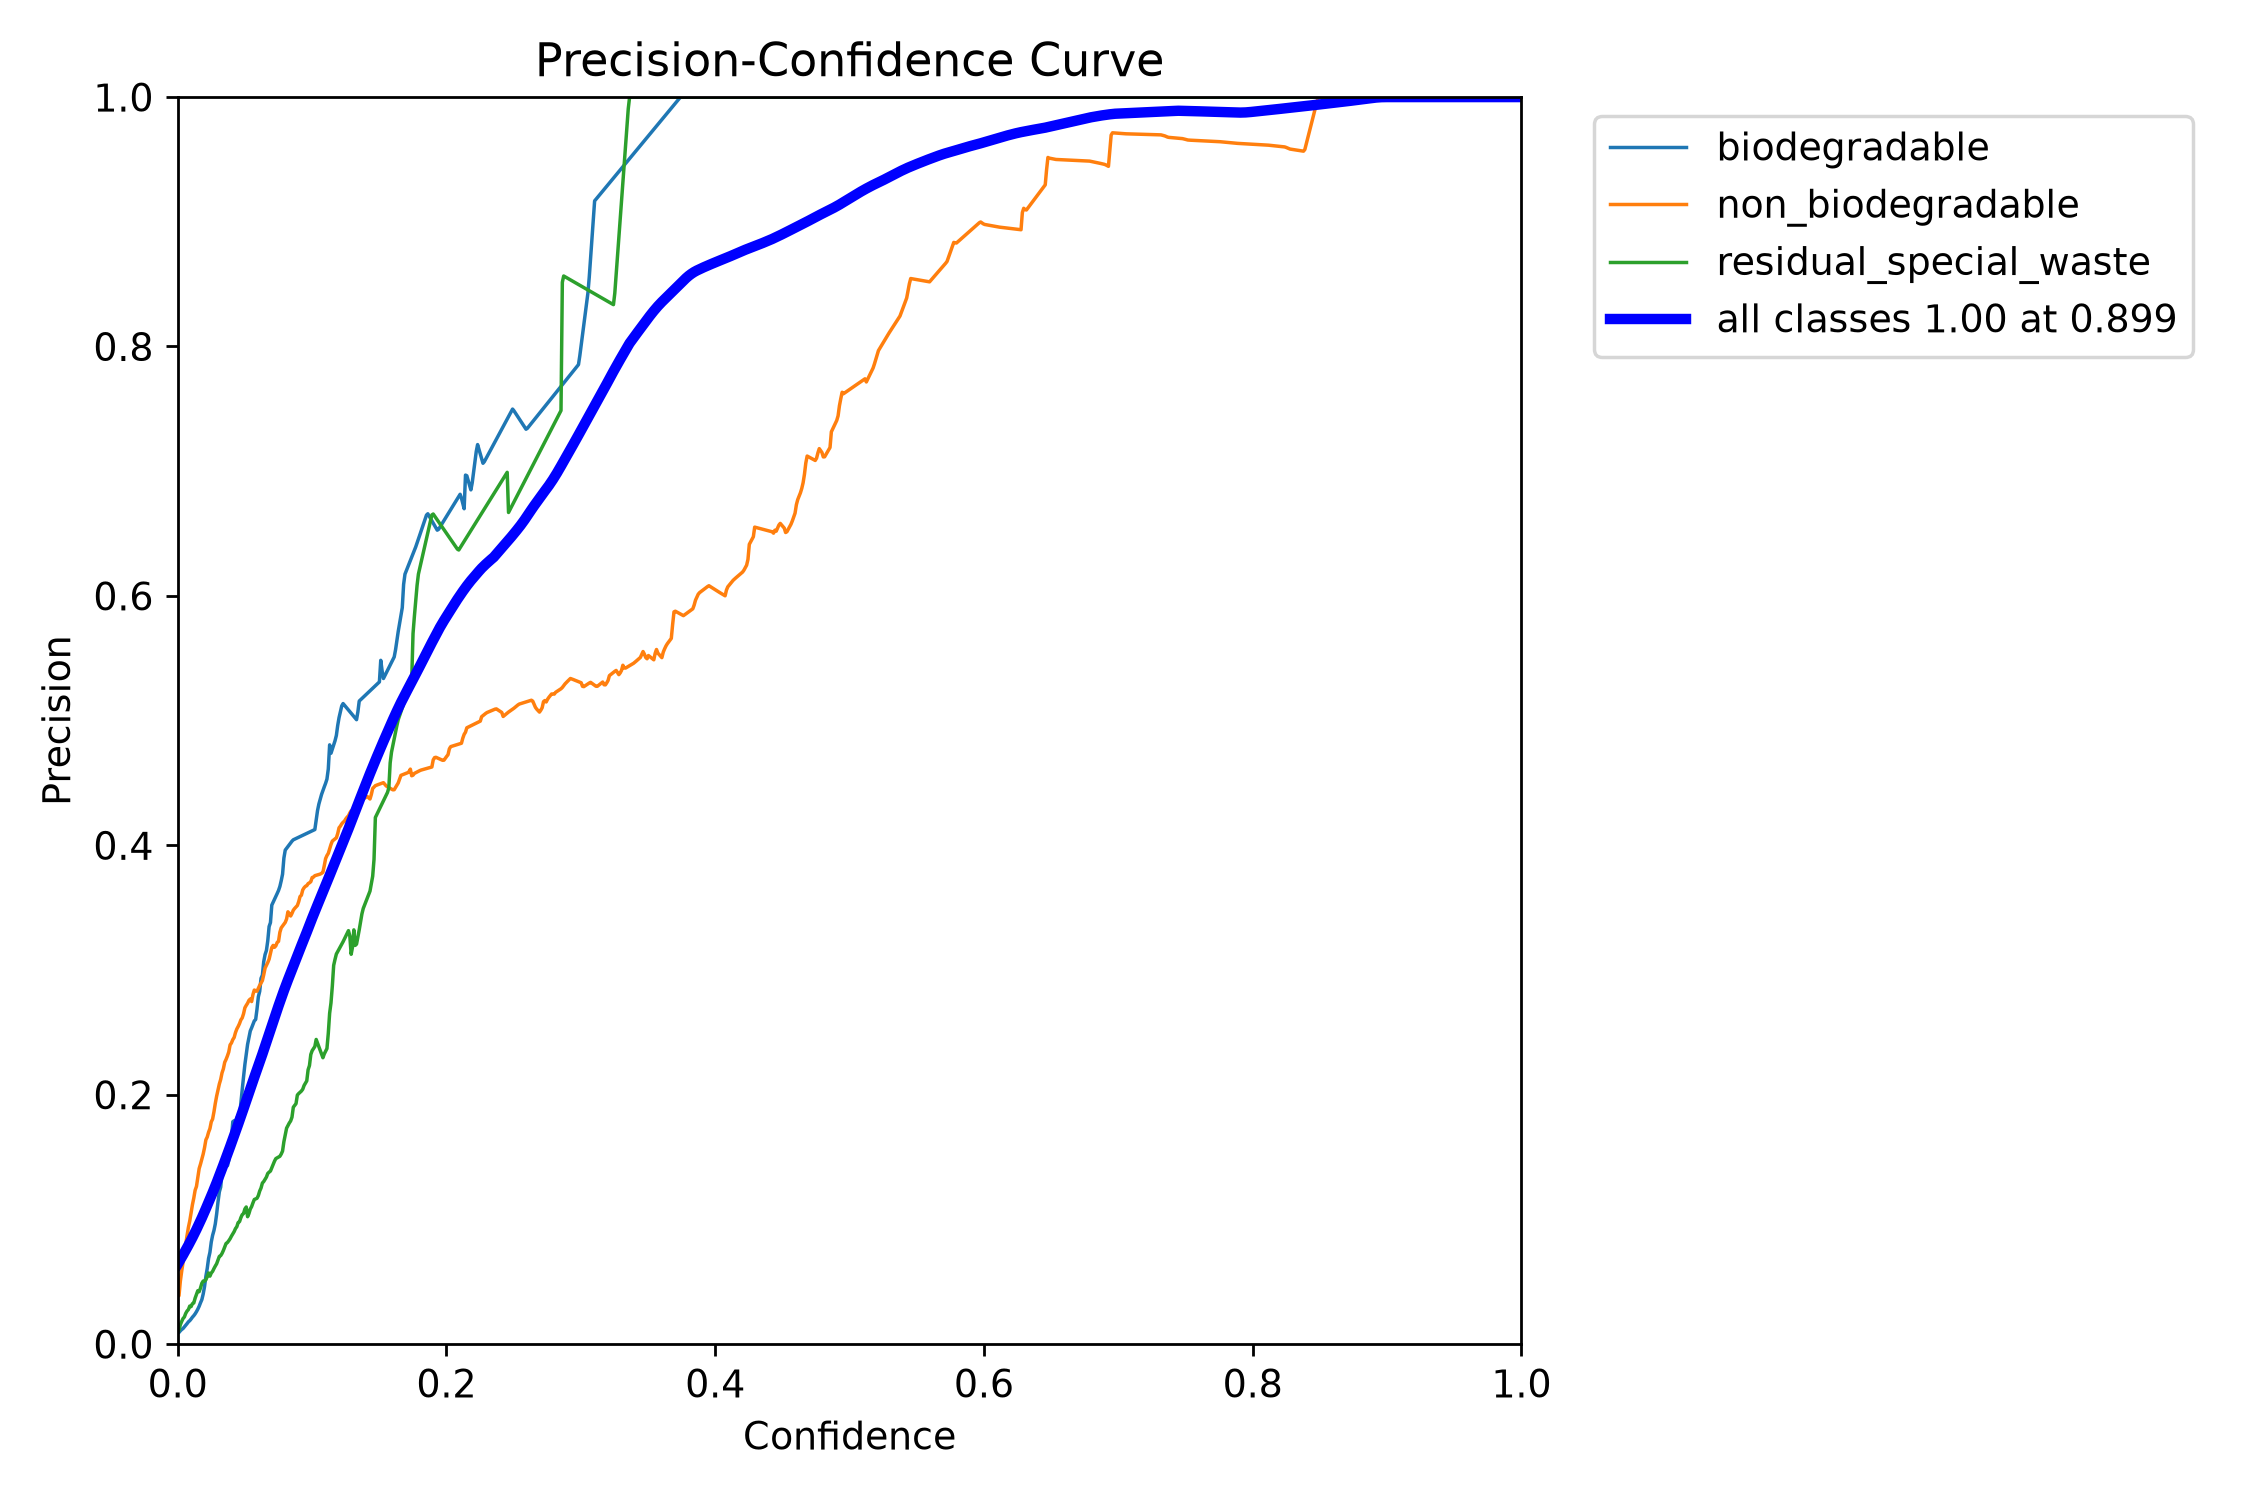 Precision-Confidence Curve
1.0
0.8
0.6
0.4
0.2
0.0
Precision
0.0 0.2 0.4 0.6 0.8 1.0
Confidence
biodegradable
non_biodegradable
residual_special_waste
all classes 1.00 at 0.899